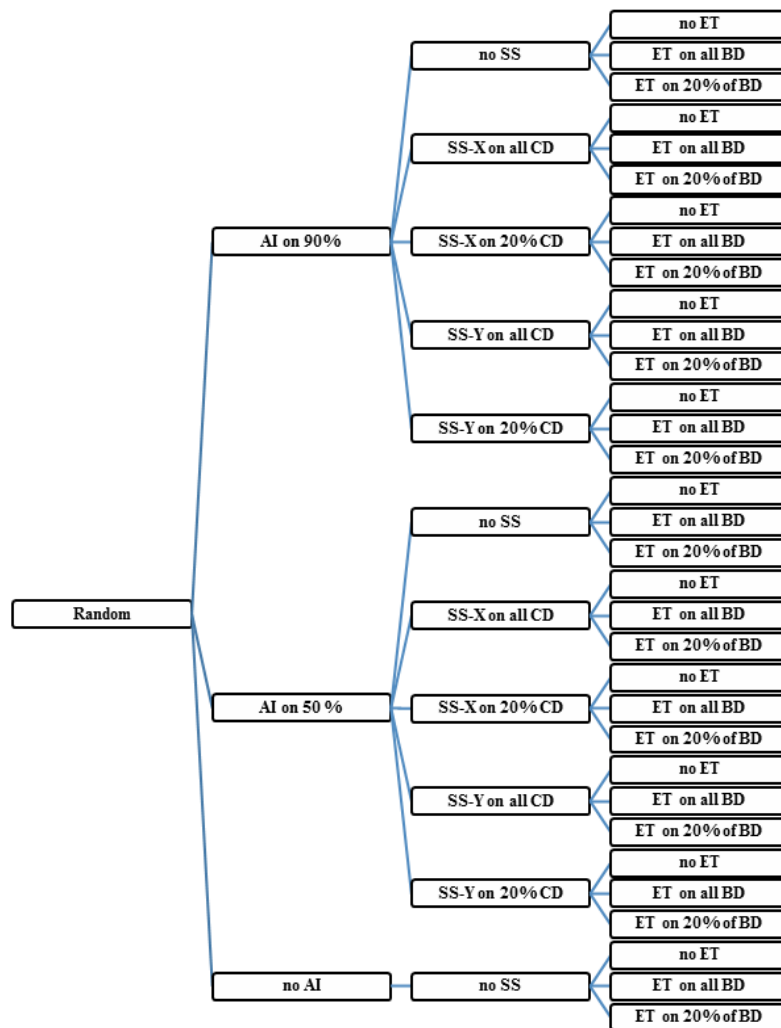 no ET
no SS
ET on all BD
ET on 20% of BD
no ET
SS-X on all CD
ET on all BD
ET on 20% of BD
no ET
AI on 90%
SS-X on 20% CD
ET on all BD
ET on 20% of BD
no ET
SS-Y on all CD
ET on all BD
ET on 20% of BD
no ET
SS-Y on 20% CD
ET on all BD
ET on 20% of BD
no ET
no SS
ET on all BD
ET on 20% of BD
no ET
Random
SS-X on all CD
ET on all BD
ET on 20% of BD
no ET
AI on 50 %
SS-X on 20% CD
ET on all BD
ET on 20% of BD
no ET
SS-Y on all CD
ET on all BD
ET on 20% of BD
no ET
SS-Y on 20% CD
ET on all BD
ET on 20% of BD
no ET
no AI
no SS
ET on all BD
ET on 20% of BD